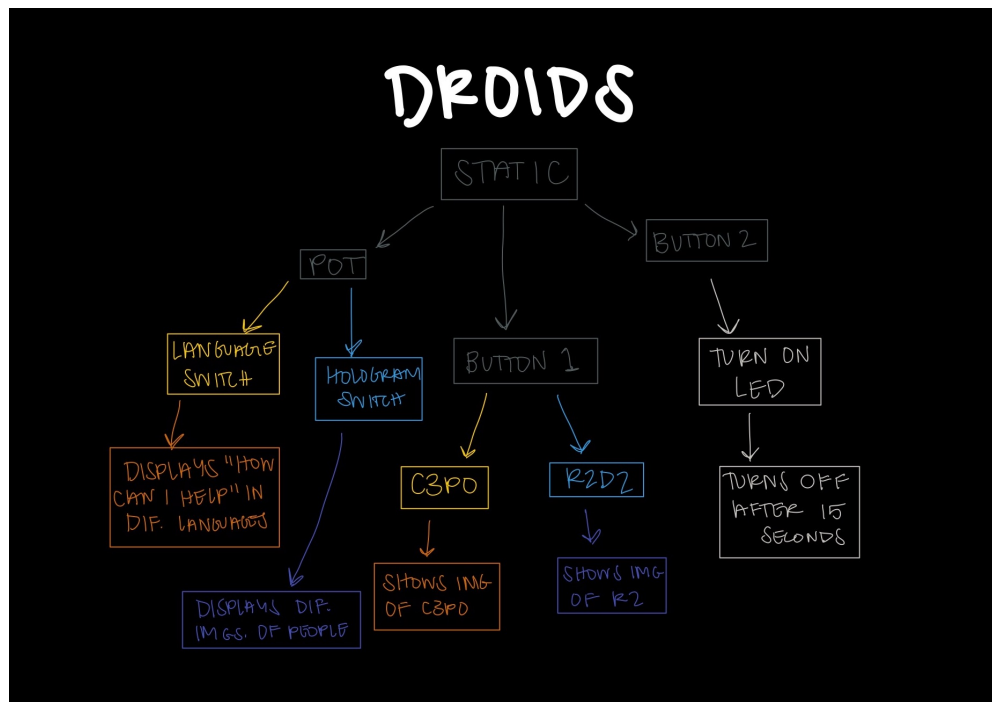 DROIDS
STATIC
POT
BUTTON 2
LANGUAGE
SWITCH
HOLOGRAM
SWITCH
BUTTON 1
TURN ON
LED
DISPLAYS "HOW
CAN I HELP" IN
DIF. LANGUAGES
C3PO
R2D2
TURNS OFF
AFTER 15
SECONDS
DISPLAYS DIF.
IMGS. OF PEOPLE
SHOWS IMG
OF C3PO
SHOWS IMG
OF R2